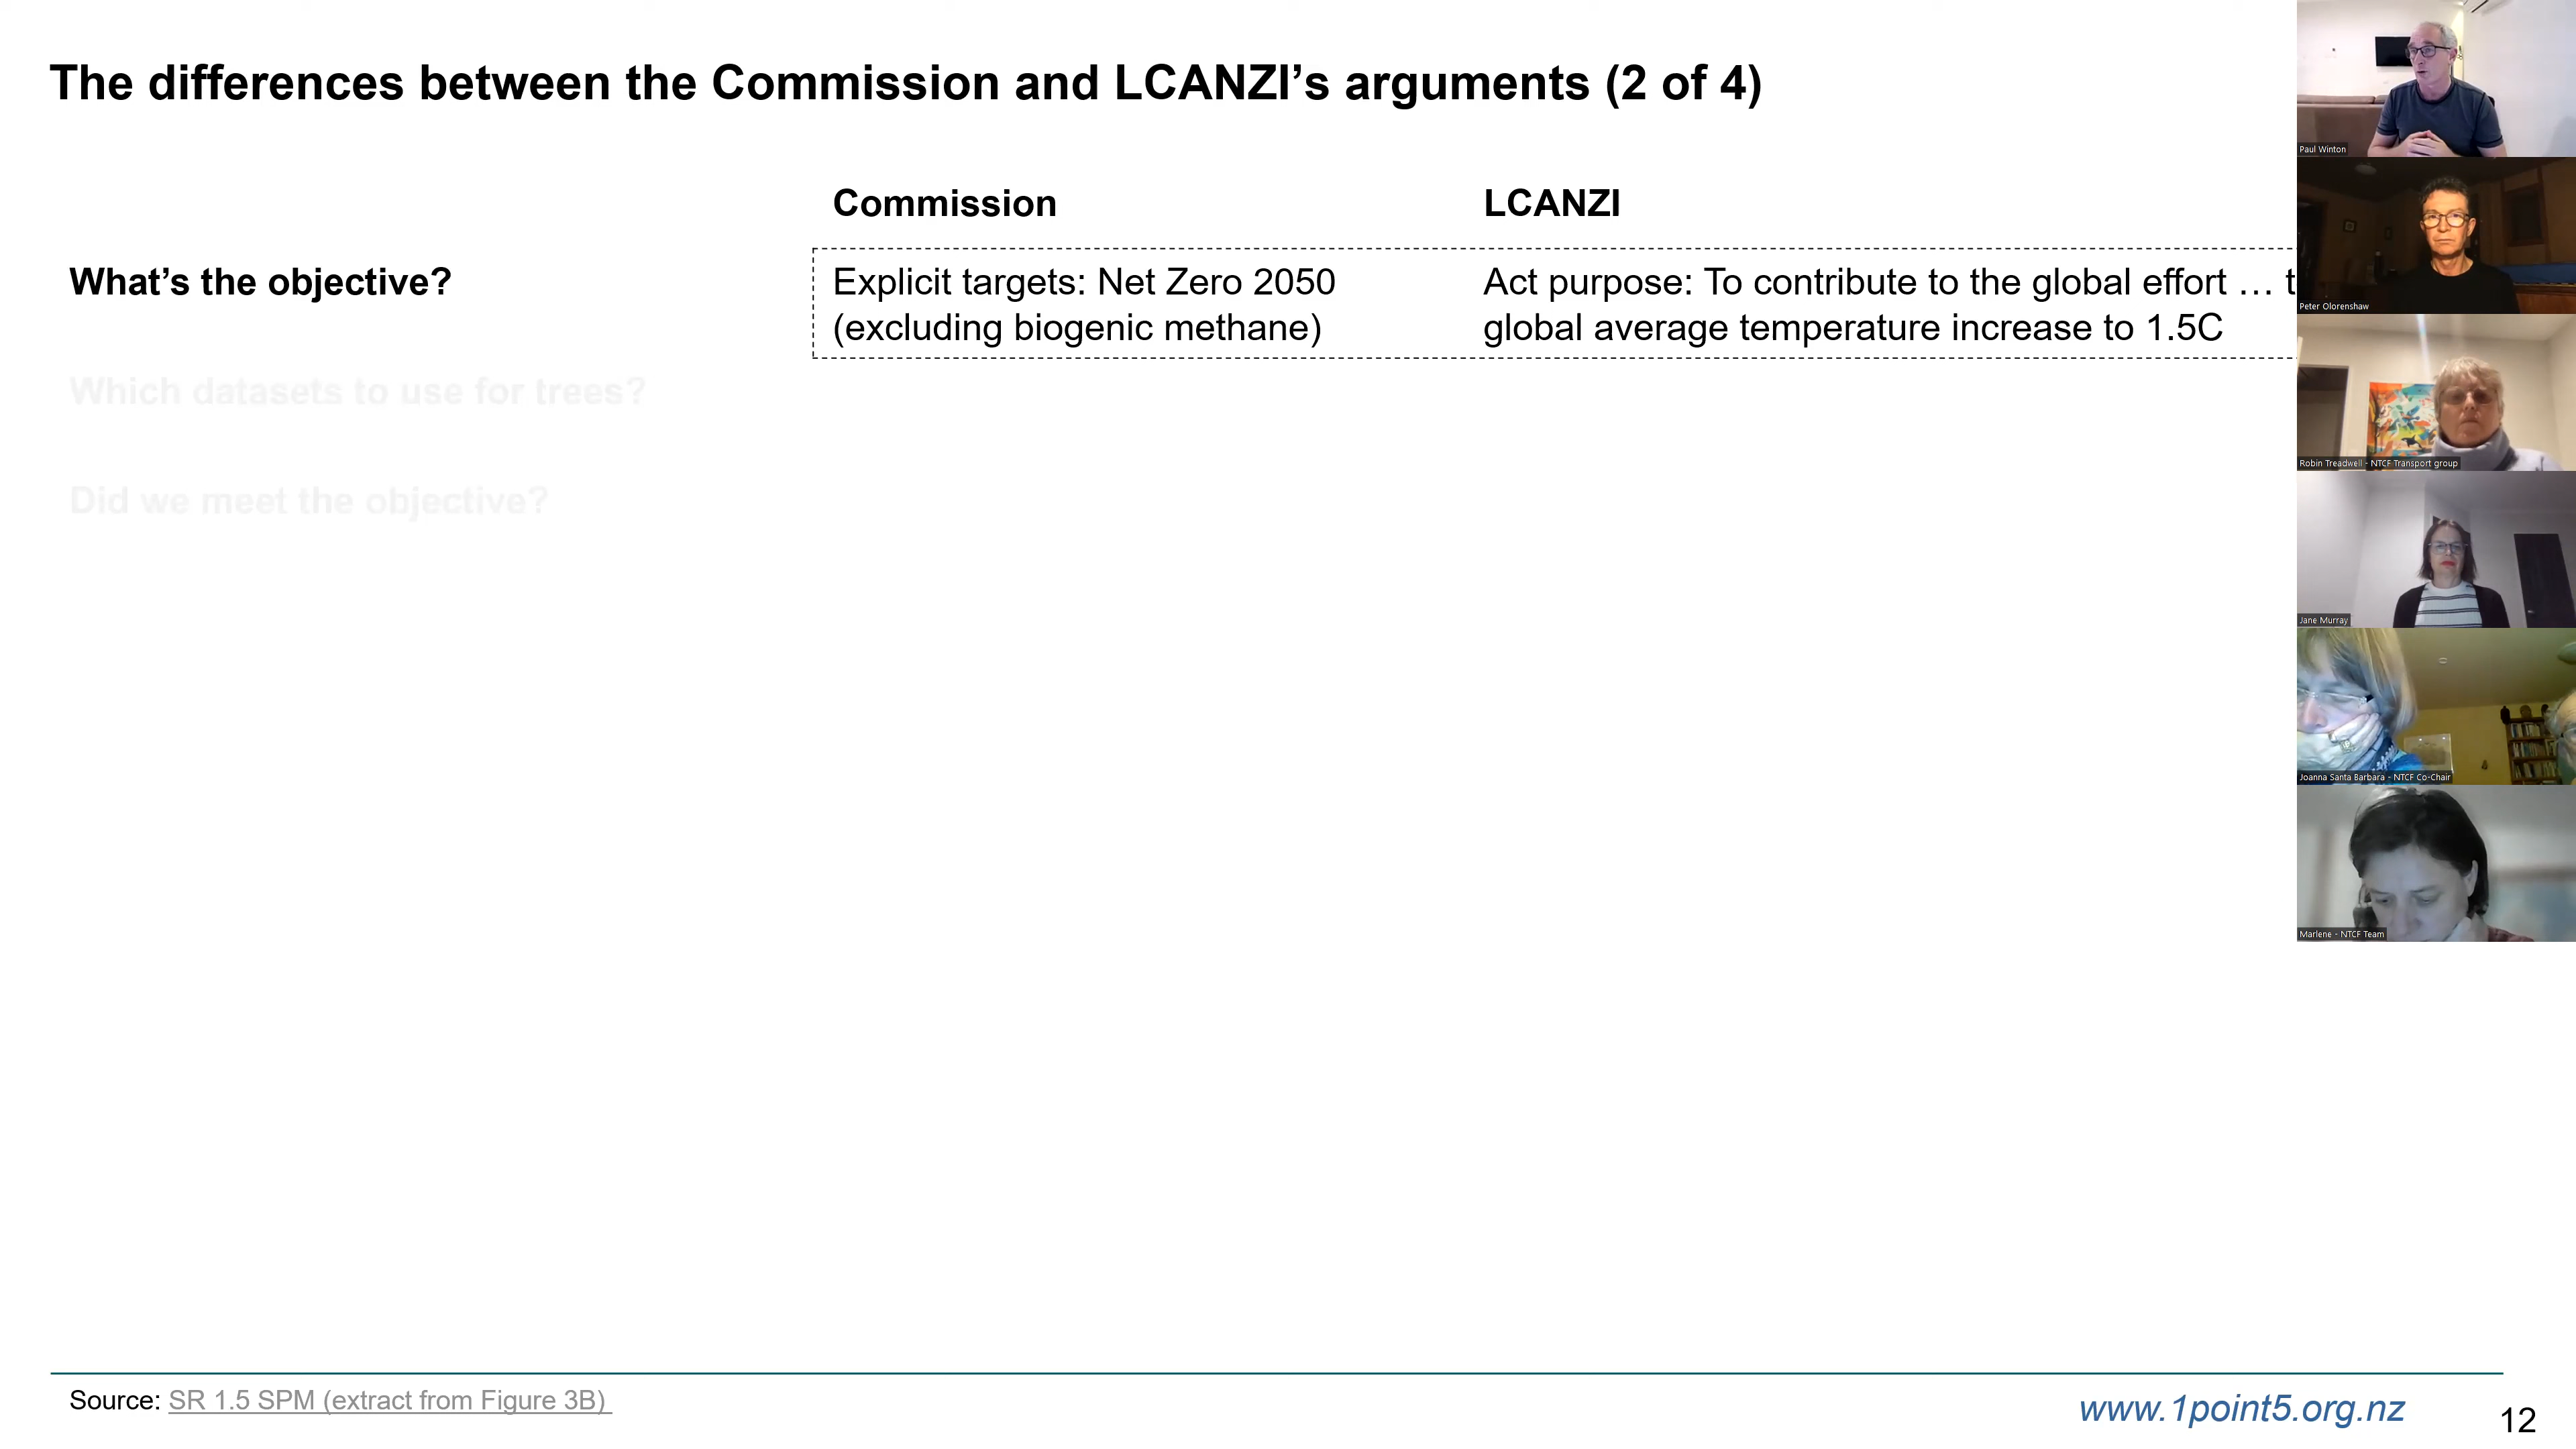 The differences between the Commission and LCANZI’s arguments (2 of 4)
Commission
LCANZI
What’s the objective?
Explicit targets: Net Zero 2050
(excluding biogenic methane)
Act purpose: To contribute to the global effort … t
global average temperature increase to 1.5C
Which datasets to use for trees?
Did we meet the objective?
Source: SR 1.5 SPM (extract from Figure 3B)
www.1point5.org.nz
12
Paul Winton
Peter Olorenshaw
Robin Treadwell - NTCF Transport group
Jane Murray
Joanna Santa Barbara - NTCF Co-Chair
Marlene - NTCF Team